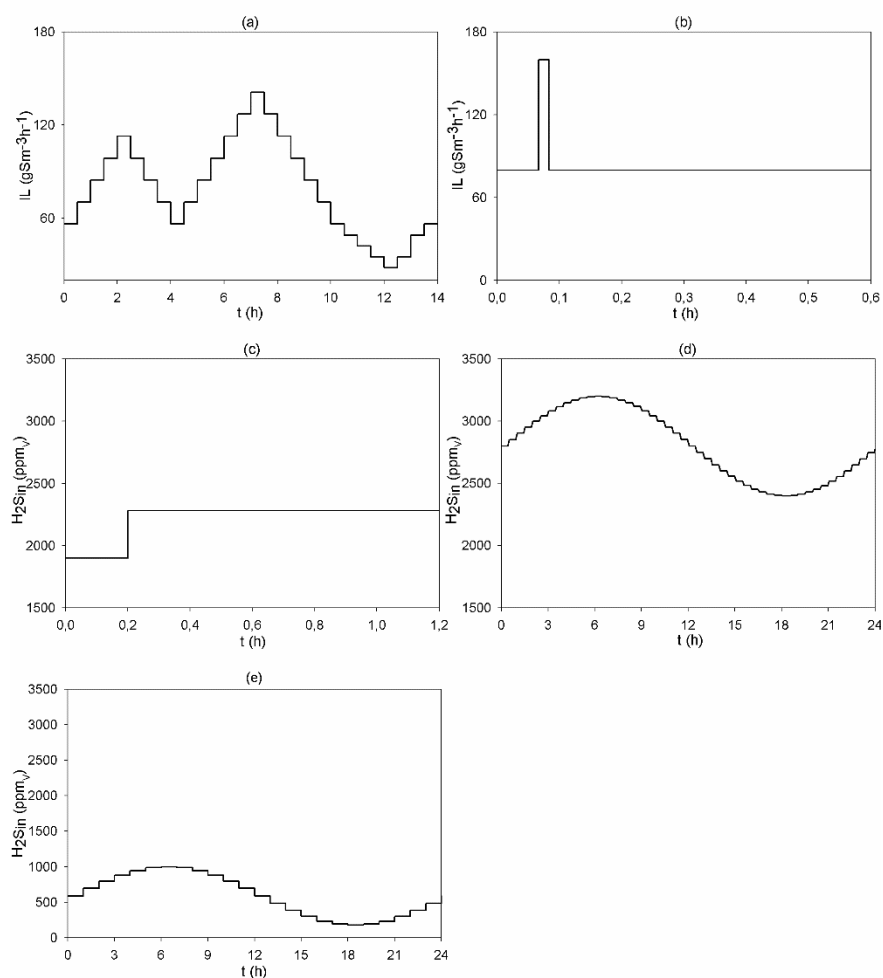 (a)
180
120
60
IL (gSm-3h-1)
0 2 4 6 8 10 12 14
t (h)
(b)
180
120
60
0
IL (gSm-3h-1)
0,0 0,1 0,2 0,3 0,4 0,5 0,6
t (h)
(c)
3500
3000
2500
2000
1500
H2Sin (ppmv)
0,0 0,2 0,4 0,6 0,8 1,0 1,2
t (h)
(d)
3500
3000
2500
2000
1500
H2Sin (ppmv)
0 3 6 9 12 15 18 21 24
t (h)
(e)
3500
3000
2500
2000
1500
1000
500
0
H2Sin (ppmv)
0 3 6 9 12 15 18 21 24
t (h)